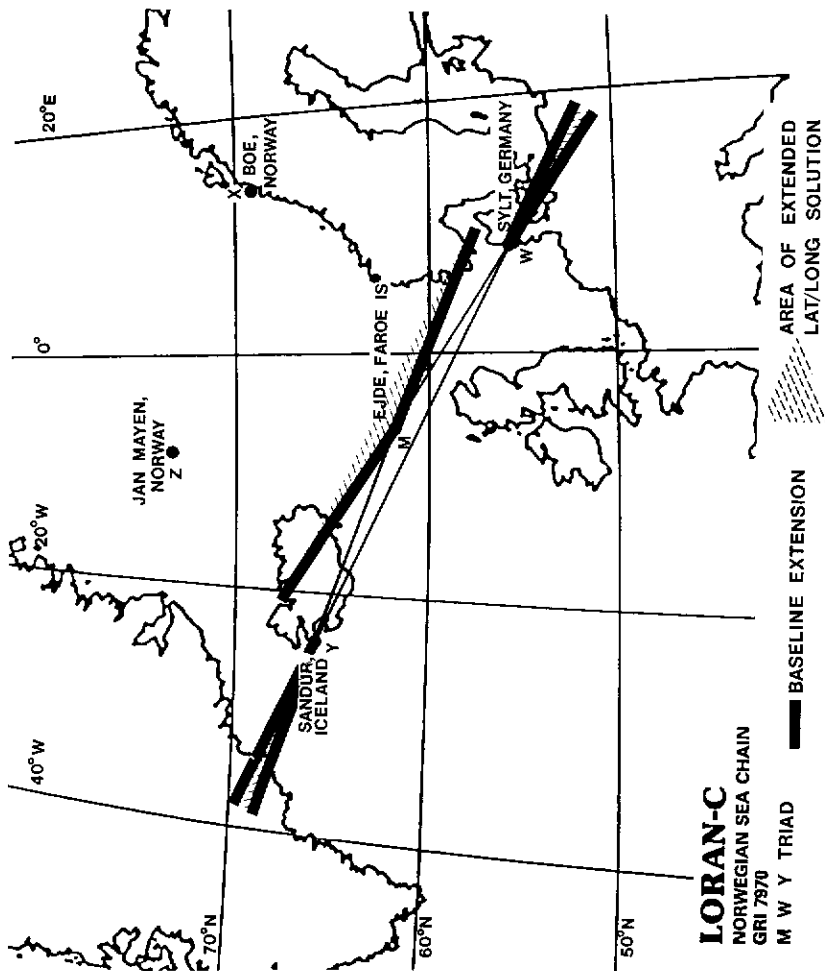 20°E
0°
20°W
40°W
BOE,
NORWAY
X
JAN MAYEN,
NORWAY
Z
EJDE, FAROE IS
M
SYLT, GERMANY
W
SANDUR,
ICELAND
Y
70°N
60°N
50°N
LORAN-C
NORWEGIAN SEA CHAIN
GRI 7970
M W Y TRIAD
BASELINE EXTENSION
AREA OF EXTENDED
LAT/LONG SOLUTION